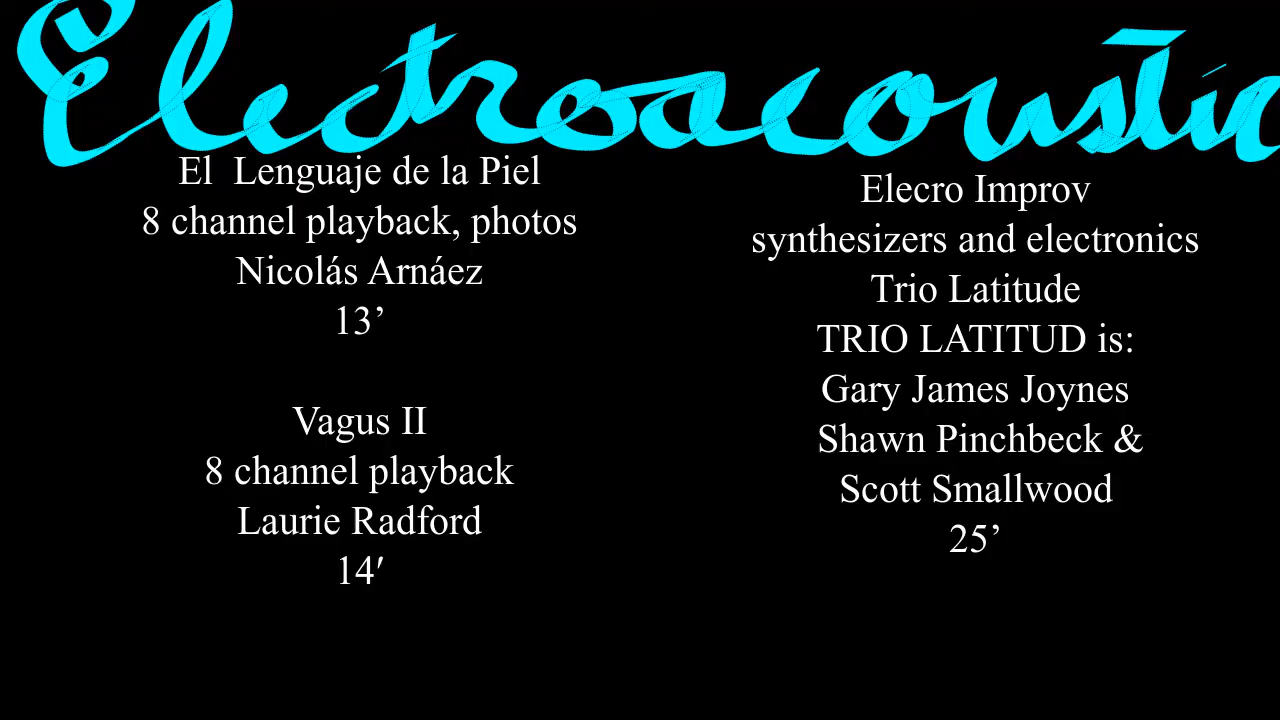 Electroacoustic
El  Lenguaje de la Piel
8 channel playback, photos
Nicolás Arnáez
13’
Vagus II
8 channel playback
Laurie Radford
14′
Elecro Improv
synthesizers and electronics
Trio Latitude
TRIO LATITUD is:
Gary James Joynes
Shawn Pinchbeck &
Scott Smallwood
25’